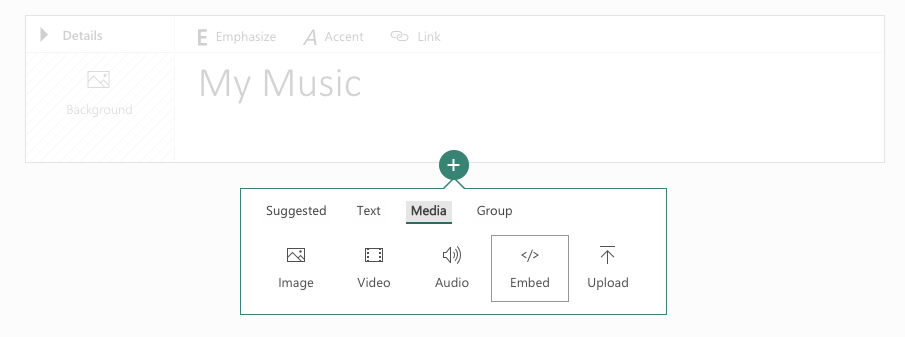 Details E Emphasize A Accent Link
My Music
Background
+
Suggested Text Media Group
</>
Image Video Audio Embed Upload